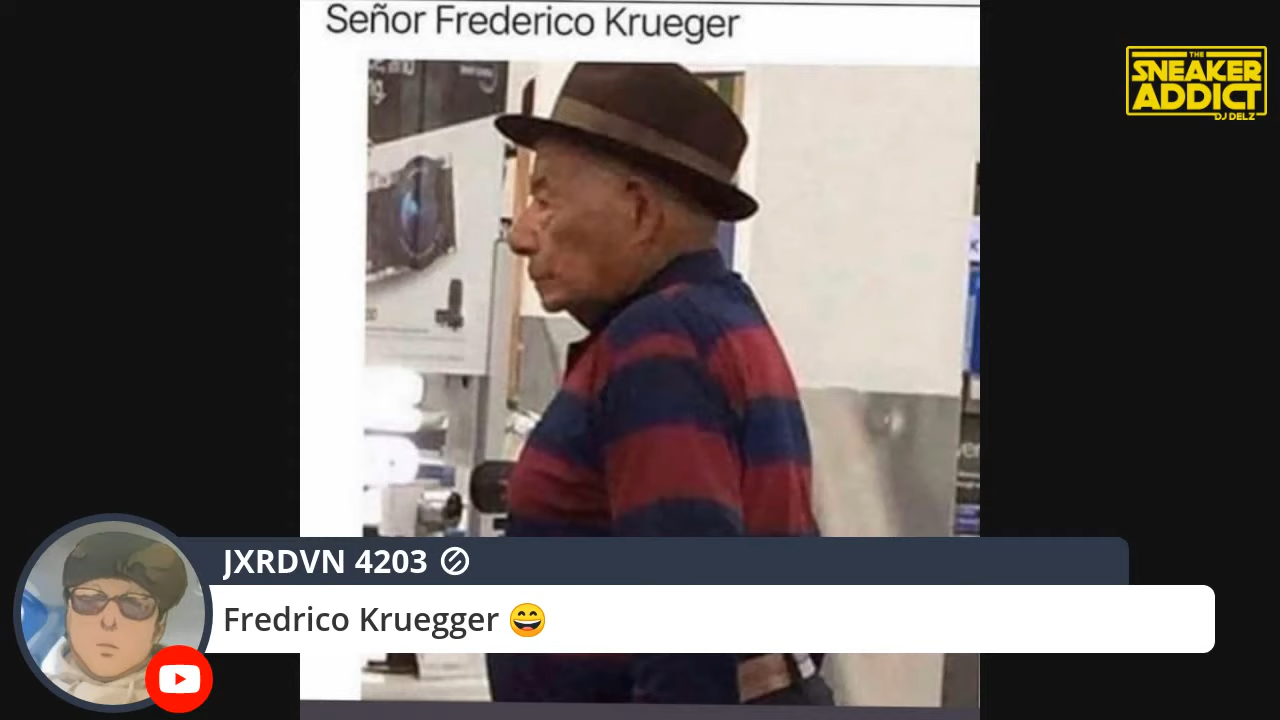 Señor Frederico Krueger
THE
SNEAKER
ADDICT
DJ DELZ
JXRDVN 4203
Fredrico Kruegger 😄